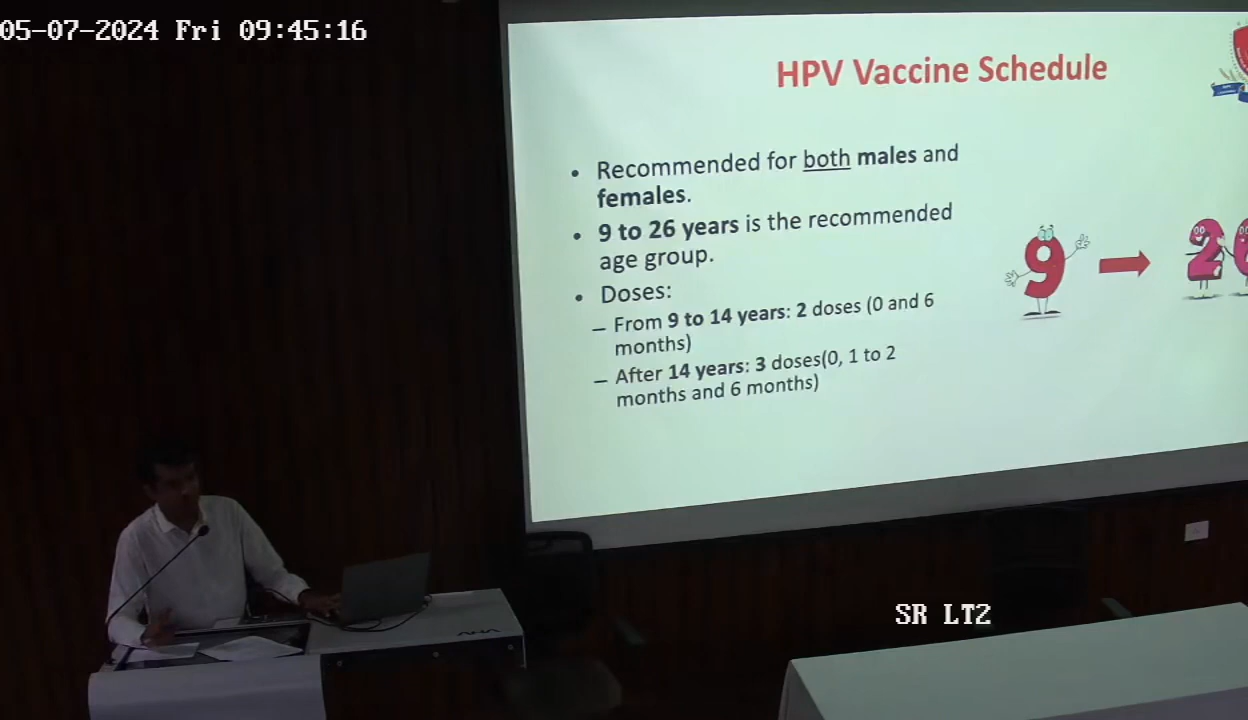 05-07-2024 Fri 09:45:16
HPV Vaccine Schedule
• Recommended for both males and
females.
• 9 to 26 years is the recommended
age group.
• Doses:
– From 9 to 14 years: 2 doses (0 and 6
months)
– After 14 years: 3 doses(0, 1 to 2
months and 6 months)
9
2
SR LT2